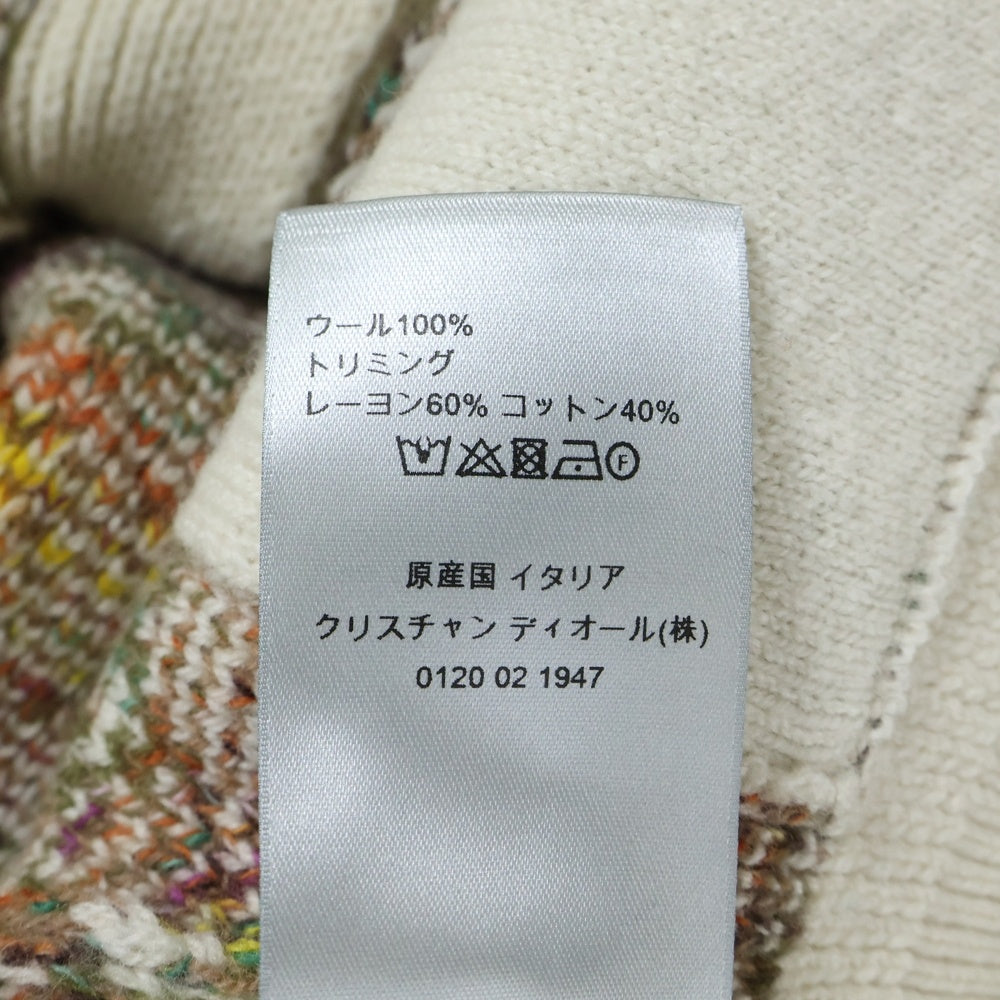 ウール100%
トリミング
レーヨン60% コットン40%
F
原産国 イタリア
クリスチャン ディオール(株)
0120 02 1947